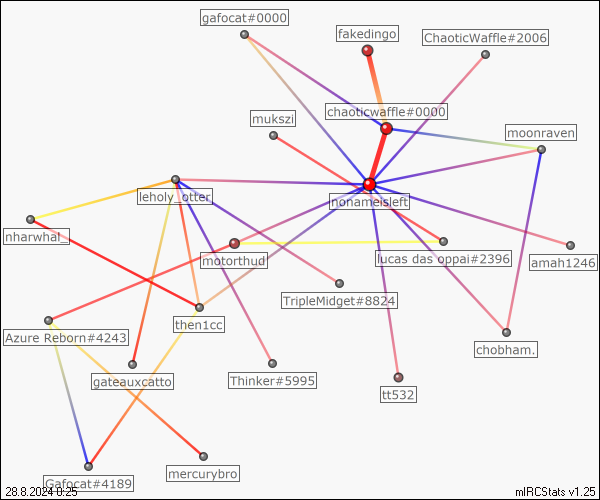 gafocat#0000
fakedingo
ChaoticWaffle#2006
chaoticwaffle#0000
mukszi
moonraven
leholy_otter
nonameisleft
nharwhal_
motorthud
lucas das oppai#2396
amah1246
TripleMidget#8824
Azure Reborn#4243
then1cc
chobham.
gateauxcatto
Thinker#5995
tt532
mercurybro
Gafocat#4189
28.8.2024 0:25
mIRCStats v1.25